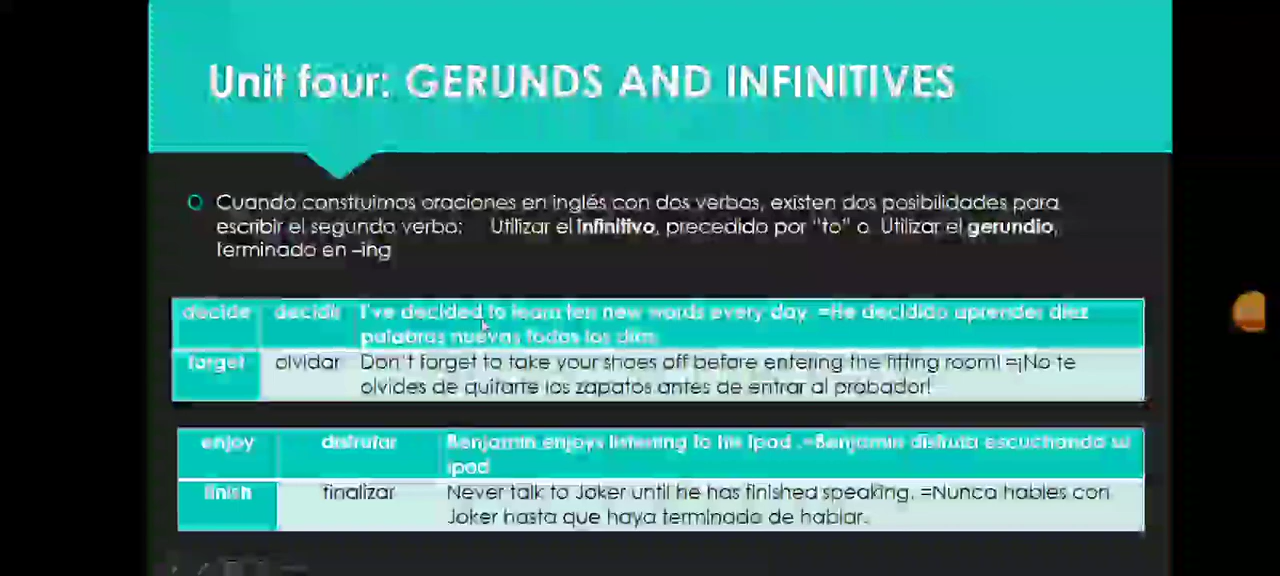 Unit four: GERUNDS AND INFINITIVES
Cuando construimos oraciones en inglés con dos verbos, existen dos posibilidades para
escribir el segundo verbo: Utilizar el infinitivo, precedido por "to" o Utilizar el gerundio,
terminado en –ing
decide decidir I've decided to learn ten new words every day =He decidido aprender diez
palabras nuevas todos los días
forget olvidar Don't forget to take your shoes off before entering the fitting room! =¡No te
olvides de quitarte los zapatos antes de entrar al probador!
enjoy disfrutar Benjamin enjoys listening to his Ipod .=Benjamin disfruta escuchando su
ipod
finish finalizar Never talk to Joker until he has finished speaking. =Nunca hables con
Joker hasta que haya terminado de hablar.